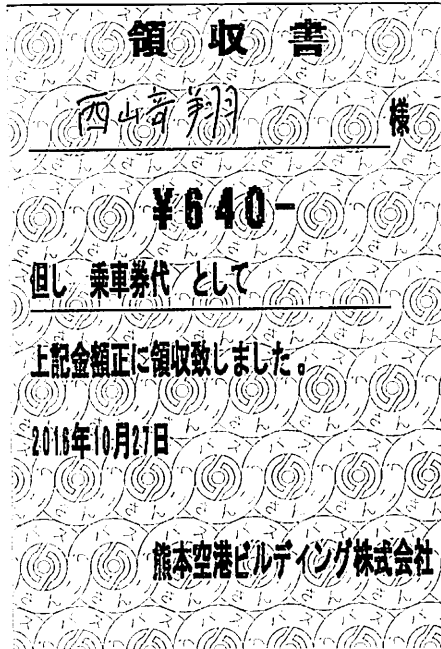 領収書
西山奇翔 様
¥640-
但し 乗車券代 として
上記金額正に領収致しました。
2016年10月27日
熊本空港ビルディング株式会社